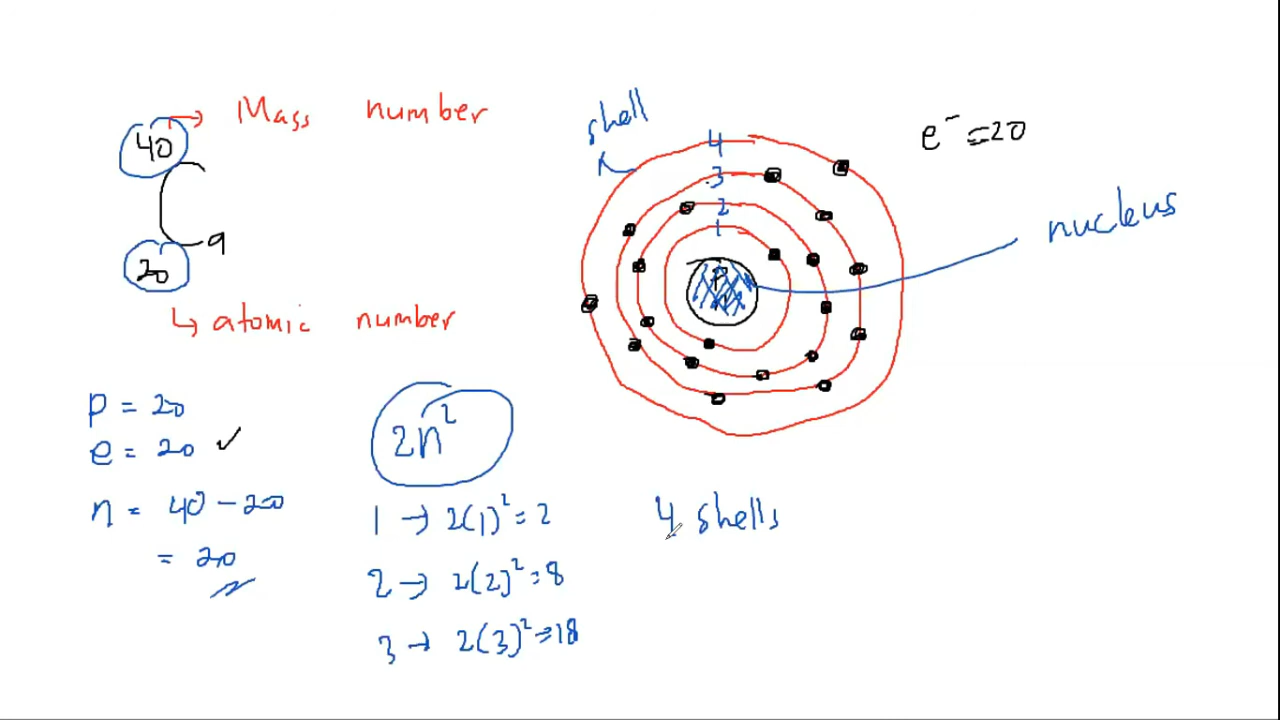 40 → Mass number
Ca
20
↳ atomic number
P = 20
e = 20 ✓
n = 40 - 20
= 20
2n²
1 → 2(1)² = 2
2 → 2(2)² = 8
3 → 2(3)² = 18
shell
4
3
2
1
P
e⁻ = 20
nucleus
4 shells